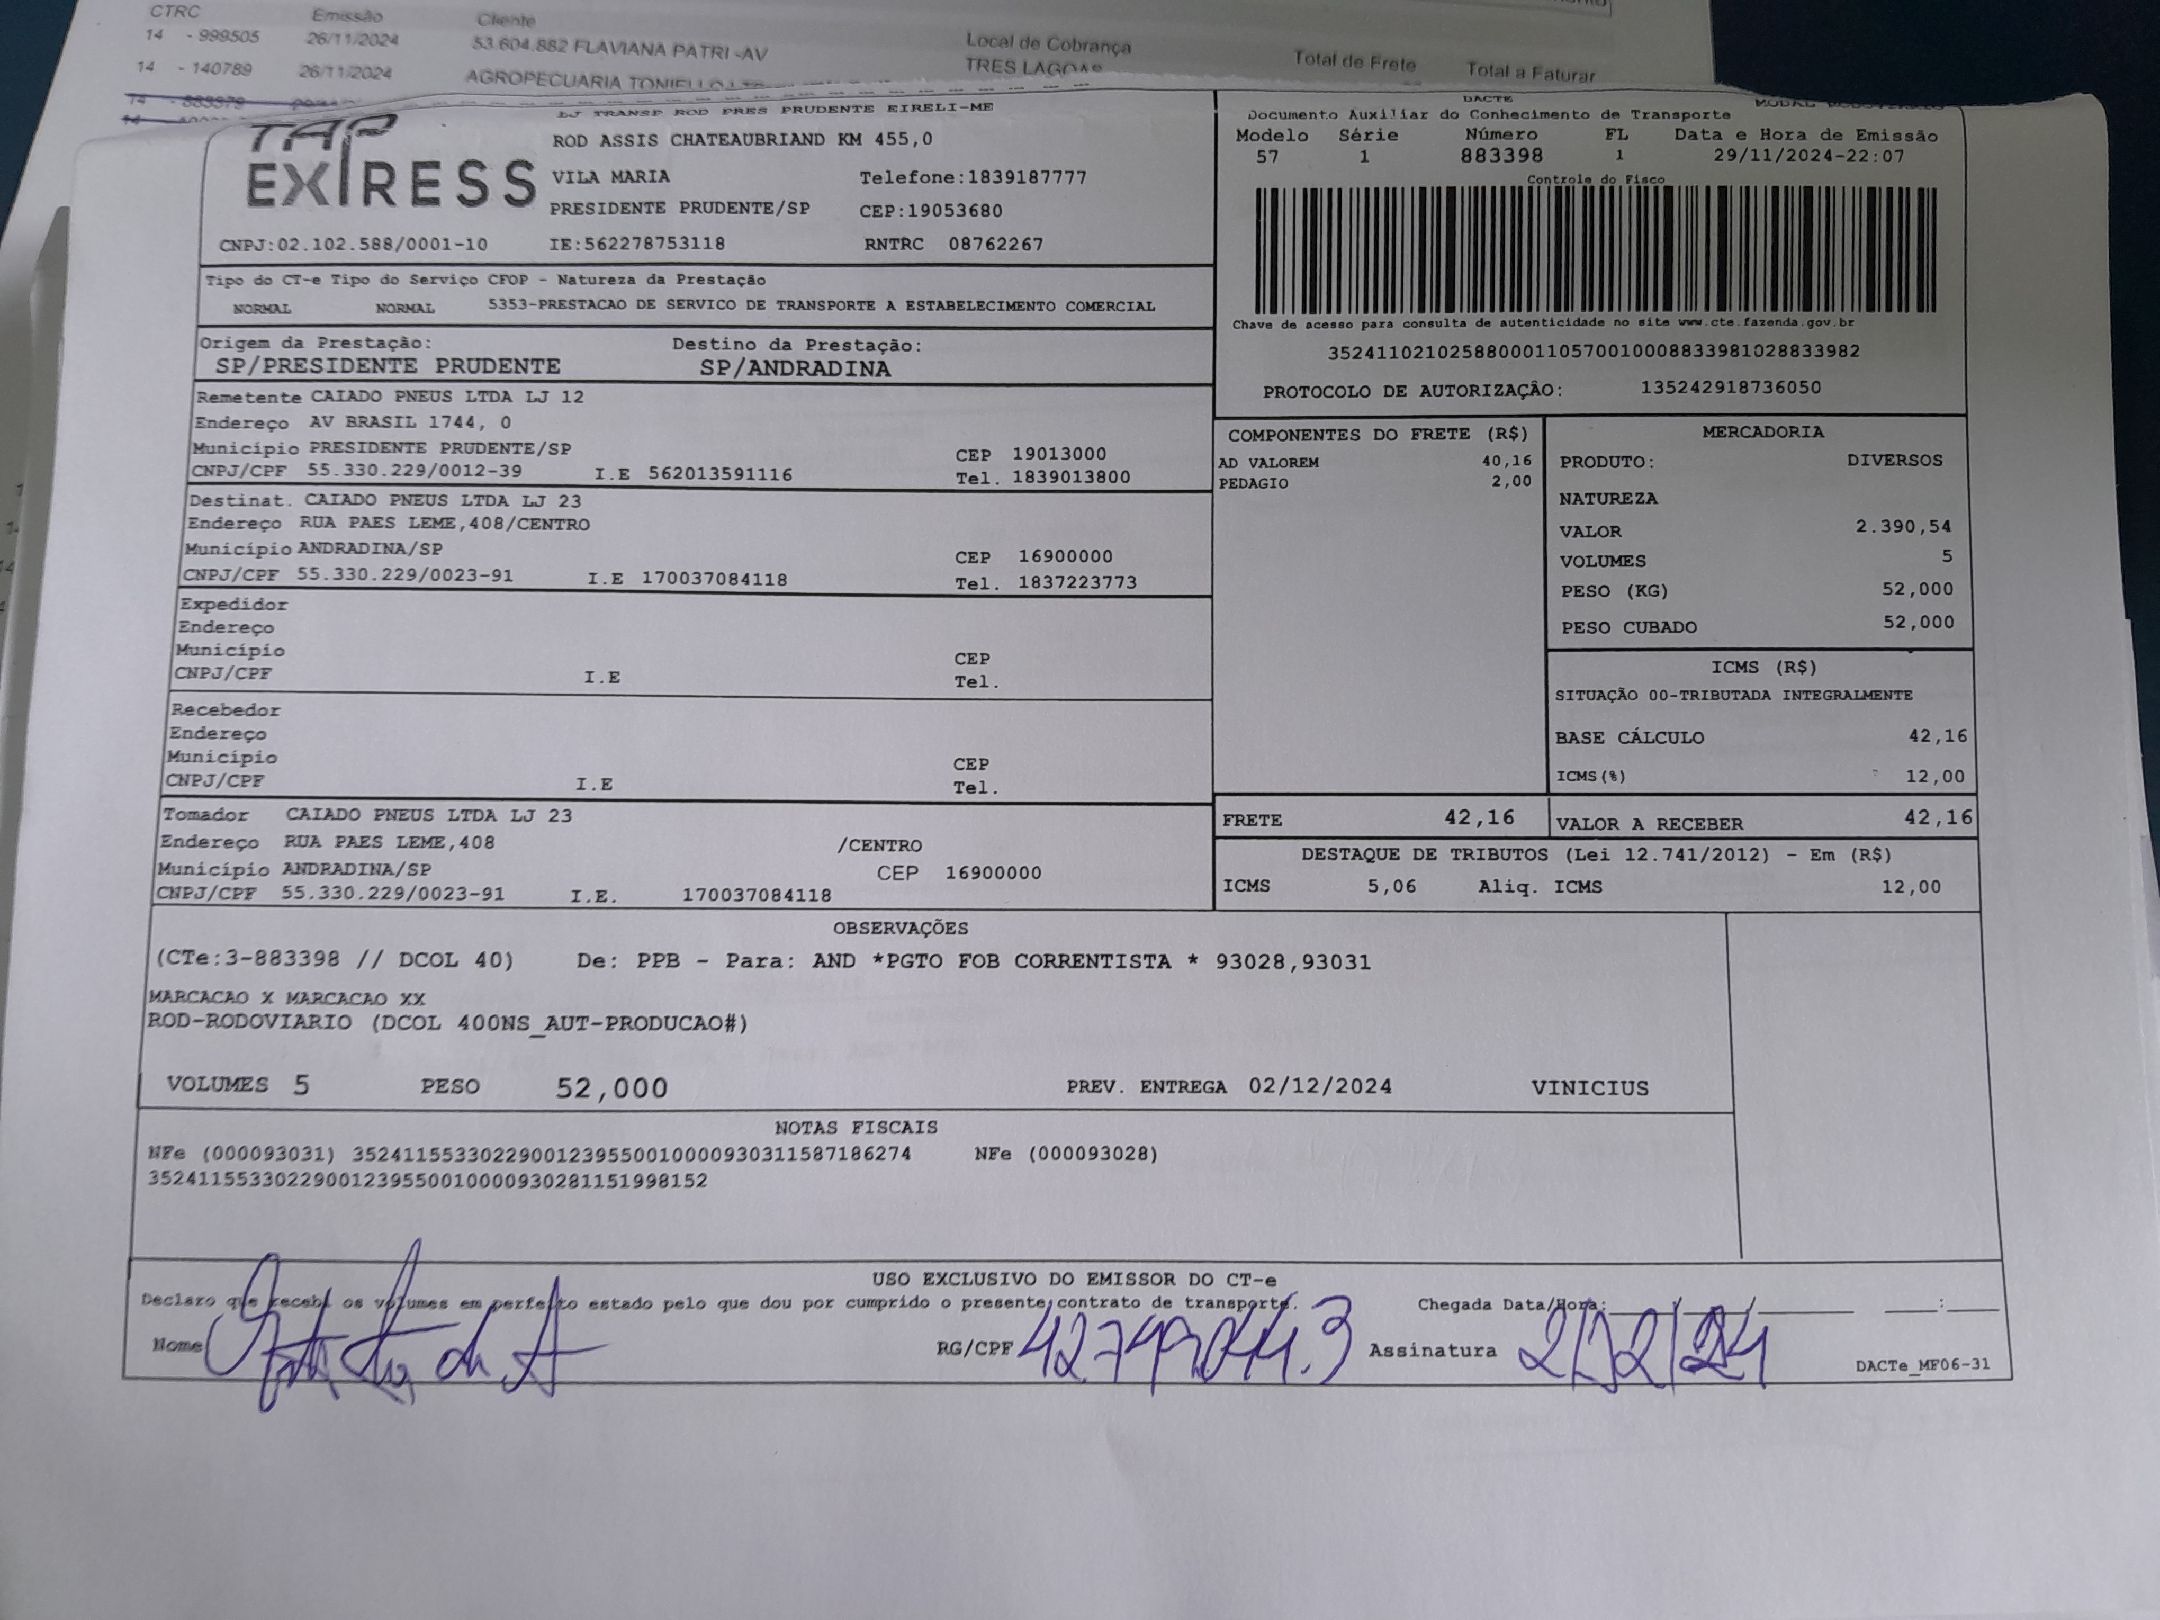 CTRC Emissão Cliente Local de Cobrança Total de Frete Total a Faturar
14 - 999505 26/11/2024 53.604.882 FLAVIANA PATRI -AV TRES LAGOAS
14 - 140789 26/11/2024 AGROPECUARIA TONIELLO
14 - 883379
LJ TRANSP ROD PRES PRUDENTE EIRELI-ME
TAP EXPRESS
ROD ASSIS CHATEAUBRIAND KM 455,0
VILA MARIA Telefone:1839187777
PRESIDENTE PRUDENTE/SP CEP:19053680
CNPJ:02.102.588/0001-10 IE:562278753118 RNTRC 08762267
DACTE
Documento Auxiliar do Conhecimento de Transporte
Modelo Série Número FL Data e Hora de Emissão
57 1 883398 1 29/11/2024-22:07
Controle do Fisco
Chave de acesso para consulta de autenticidade no site www.cte.fazenda.gov.br
35241102102588000110570010008833981028833982
PROTOCOLO DE AUTORIZAÇÃO: 135242918736050
Tipo do CT-e Tipo do Serviço CFOP - Natureza da Prestação
NORMAL NORMAL 5353-PRESTACAO DE SERVICO DE TRANSPORTE A ESTABELECIMENTO COMERCIAL
Origem da Prestação: Destino da Prestação:
SP/PRESIDENTE PRUDENTE SP/ANDRADINA
Remetente CAIADO PNEUS LTDA LJ 12
Endereço AV BRASIL 1744, 0
Município PRESIDENTE PRUDENTE/SP CEP 19013000
CNPJ/CPF 55.330.229/0012-39 I.E 562013591116 Tel. 1839013800
Destinat. CAIADO PNEUS LTDA LJ 23
Endereço RUA PAES LEME,408/CENTRO
Município ANDRADINA/SP CEP 16900000
CNPJ/CPF 55.330.229/0023-91 I.E 170037084118 Tel. 1837223773
Expedidor
Endereço
Município CEP
CNPJ/CPF I.E Tel.
Recebedor
Endereço
Município CEP
CNPJ/CPF I.E Tel.
Tomador CAIADO PNEUS LTDA LJ 23
Endereço RUA PAES LEME,408 /CENTRO
Município ANDRADINA/SP CEP 16900000
CNPJ/CPF 55.330.229/0023-91 I.E. 170037084118
COMPONENTES DO FRETE (R$)
AD VALOREM 40,16
PEDAGIO 2,00
MERCADORIA
PRODUTO: DIVERSOS
NATUREZA
VALOR 2.390,54
VOLUMES 5
PESO (KG) 52,000
PESO CUBADO 52,000
ICMS (R$)
SITUAÇÃO 00-TRIBUTADA INTEGRALMENTE
BASE CÁLCULO 42,16
ICMS(%) 12,00
FRETE 42,16 VALOR A RECEBER 42,16
DESTAQUE DE TRIBUTOS (Lei 12.741/2012) - Em (R$)
ICMS 5,06 Aliq. ICMS 12,00
OBSERVAÇÕES
(CTe:3-883398 // DCOL 40) De: PPB - Para: AND *PGTO FOB CORRENTISTA * 93028,93031
MARCACAO X MARCACAO XX
ROD-RODOVIARIO (DCOL 400NS_AUT-PRODUCAO#)
VOLUMES 5 PESO 52,000 PREV. ENTREGA 02/12/2024 VINICIUS
NOTAS FISCAIS
NFe (000093031) 35241155330229001239550010000930311587186274 NFe (000093028)
35241155330229001239550010000930281151998152
USO EXCLUSIVO DO EMISSOR DO CT-e
Declaro que recebi os volumes em perfeito estado pelo que dou por cumprido o presente contrato de transporte. Chegada Data/Hora: ____/____/________ ___:___
Nome RG/CPF Assinatura 2/12/24
DACTe_MF06-31